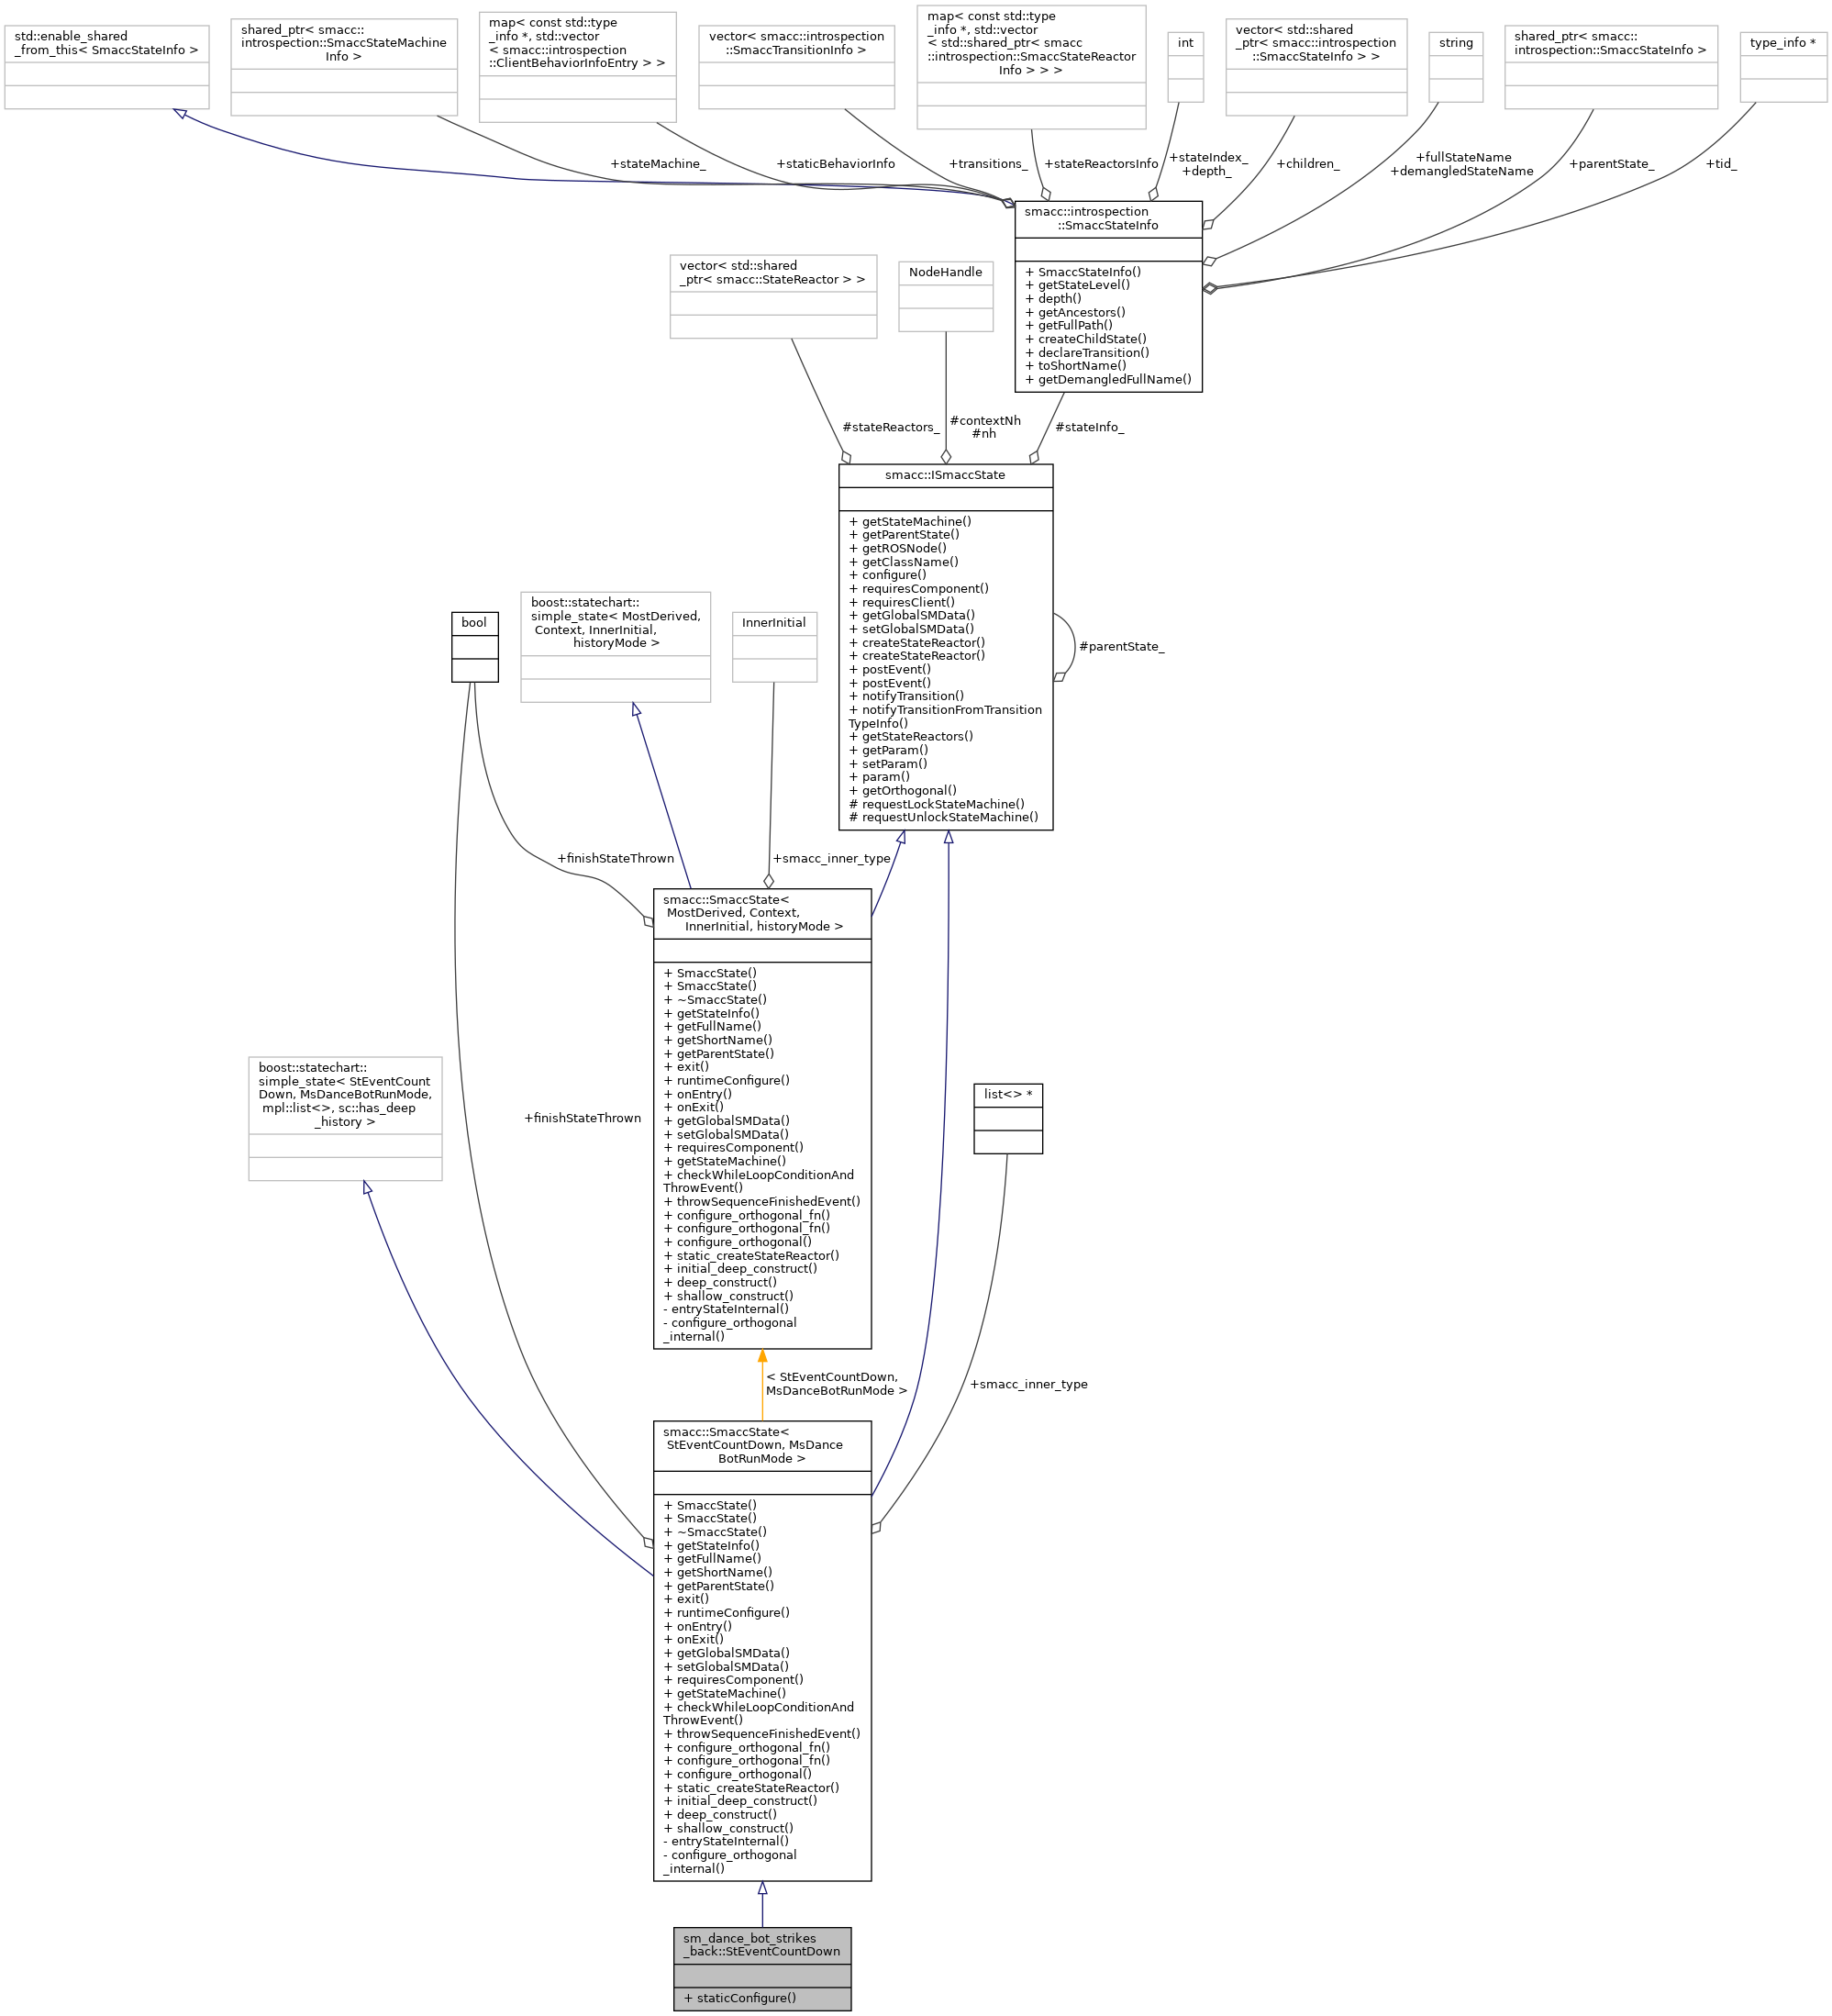 std::enable_shared
_from_this< SmaccStateInfo >
shared_ptr< smacc::
introspection::SmaccStateMachine
Info >
map< const std::type
_info *, std::vector
< smacc::introspection
::ClientBehaviorInfoEntry > >
vector< smacc::introspection
::SmaccTransitionInfo >
map< const std::type
_info *, std::vector
< std::shared_ptr< smacc
::introspection::SmaccStateReactor
Info > > >
int
vector< std::shared
_ptr< smacc::introspection
::SmaccStateInfo > >
string
shared_ptr< smacc::
introspection::SmaccStateInfo >
type_info *
+stateMachine_
+staticBehaviorInfo
+transitions_
+stateReactorsInfo
+stateIndex_
+depth_
+children_
+fullStateName
+demangledStateName
+parentState_
+tid_
smacc::introspection
::SmaccStateInfo
+ SmaccStateInfo()
+ getStateLevel()
+ depth()
+ getAncestors()
+ getFullPath()
+ createChildState()
+ declareTransition()
+ toShortName()
+ getDemangledFullName()
vector< std::shared
_ptr< smacc::StateReactor > >
NodeHandle
#stateReactors_
#contextNh
#nh
#stateInfo_
smacc::ISmaccState
+ getStateMachine()
+ getParentState()
+ getROSNode()
+ getClassName()
+ configure()
+ requiresComponent()
+ requiresClient()
+ getGlobalSMData()
+ setGlobalSMData()
+ createStateReactor()
+ createStateReactor()
+ postEvent()
+ postEvent()
+ notifyTransition()
+ notifyTransitionFromTransition
TypeInfo()
+ getStateReactors()
+ getParam()
+ setParam()
+ param()
+ getOrthogonal()
# requestLockStateMachine()
# requestUnlockStateMachine()
#parentState_
bool
boost::statechart::
simple_state< MostDerived,
Context, InnerInitial,
historyMode >
InnerInitial
+finishStateThrown
+smacc_inner_type
smacc::SmaccState<
MostDerived, Context,
InnerInitial, historyMode >
+ SmaccState()
+ SmaccState()
+ ~SmaccState()
+ getStateInfo()
+ getFullName()
+ getShortName()
+ getParentState()
+ exit()
+ runtimeConfigure()
+ onEntry()
+ onExit()
+ getGlobalSMData()
+ setGlobalSMData()
+ requiresComponent()
+ getStateMachine()
+ checkWhileLoopConditionAnd
ThrowEvent()
+ throwSequenceFinishedEvent()
+ configure_orthogonal_fn()
+ configure_orthogonal_fn()
+ configure_orthogonal()
+ static_createStateReactor()
+ initial_deep_construct()
+ deep_construct()
+ shallow_construct()
- entryStateInternal()
- configure_orthogonal
_internal()
boost::statechart::
simple_state< StEventCount
Down, MsDanceBotRunMode,
mpl::list<>, sc::has_deep
_history >
+finishStateThrown
list<> *
< StEventCountDown,
MsDanceBotRunMode >
+smacc_inner_type
smacc::SmaccState<
StEventCountDown, MsDance
BotRunMode >
+ SmaccState()
+ SmaccState()
+ ~SmaccState()
+ getStateInfo()
+ getFullName()
+ getShortName()
+ getParentState()
+ exit()
+ runtimeConfigure()
+ onEntry()
+ onExit()
+ getGlobalSMData()
+ setGlobalSMData()
+ requiresComponent()
+ getStateMachine()
+ checkWhileLoopConditionAnd
ThrowEvent()
+ throwSequenceFinishedEvent()
+ configure_orthogonal_fn()
+ configure_orthogonal_fn()
+ configure_orthogonal()
+ static_createStateReactor()
+ initial_deep_construct()
+ deep_construct()
+ shallow_construct()
- entryStateInternal()
- configure_orthogonal
_internal()
sm_dance_bot_strikes
_back::StEventCountDown
+ staticConfigure()